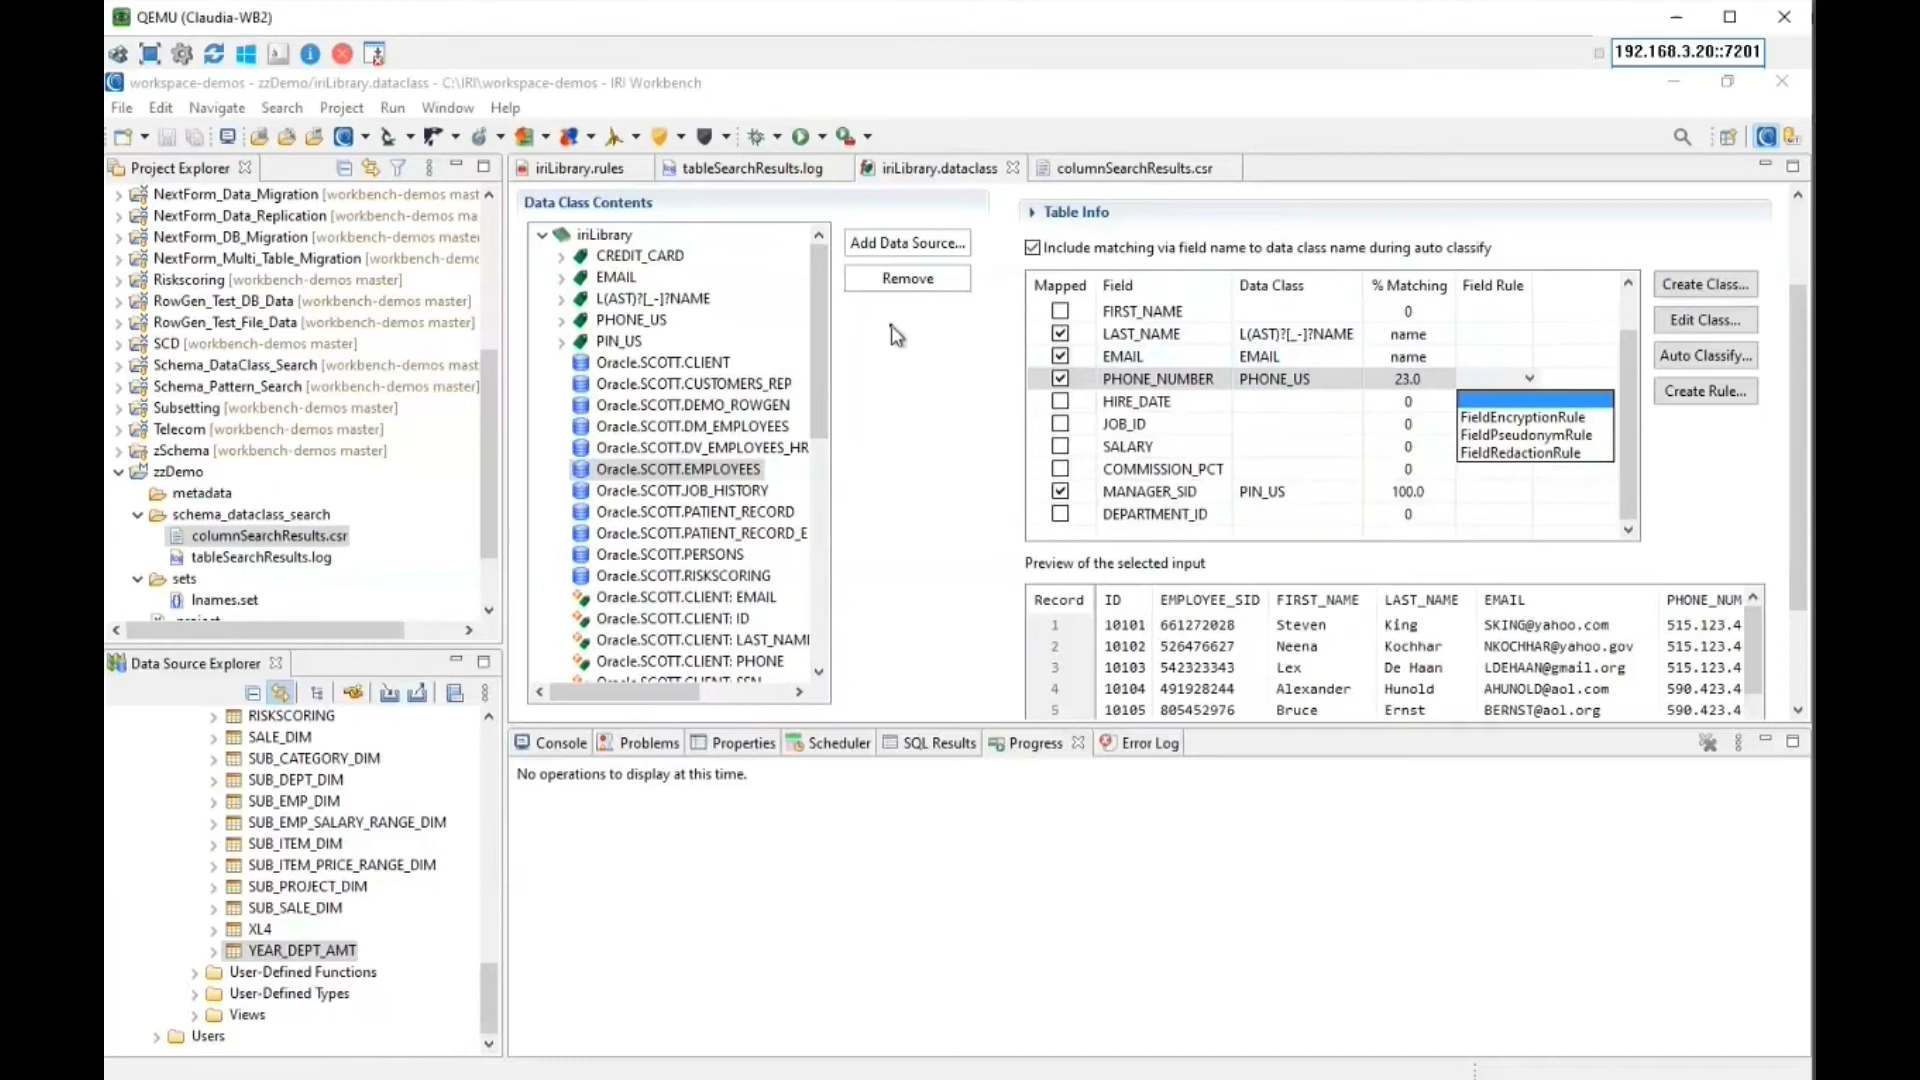 QEMU (Claudia-WB2)
192.168.3.20::7201
workspace-demos - zzDemo/iriLibrary.dataclass - C:\IRI\workspace-demos - IRI Workbench
File Edit Navigate Search Project Run Window Help
Project Explorer
NextForm_Data_Migration [workbench-demos mast
NextForm_Data_Replication [workbench-demos ma
NextForm_DB_Migration [workbench-demos master
NextForm_Multi_Table_Migration [workbench-demc
Riskscoring [workbench-demos master]
RowGen_Test_DB_Data [workbench-demos master]
RowGen_Test_File_Data [workbench-demos master]
SCD [workbench-demos master]
Schema_DataClass_Search [workbench-demos master]
Schema_Pattern_Search [workbench-demos master]
Subsetting [workbench-demos master]
Telecom [workbench-demos master]
zSchema [workbench-demos master]
zzDemo
metadata
schema_dataclass_search
columnSearchResults.csr
tableSearchResults.log
sets
lnames.set
Data Source Explorer
RISKSCORING
SALE_DIM
SUB_CATEGORY_DIM
SUB_DEPT_DIM
SUB_EMP_DIM
SUB_EMP_SALARY_RANGE_DIM
SUB_ITEM_DIM
SUB_ITEM_PRICE_RANGE_DIM
SUB_PROJECT_DIM
SUB_SALE_DIM
XL4
YEAR_DEPT_AMT
User-Defined Functions
User-Defined Types
Views
Users
iriLibrary.rules tableSearchResults.log iriLibrary.dataclass columnSearchResults.csr
Data Class Contents
iriLibrary
CREDIT_CARD
EMAIL
L(AST)?[_-]?NAME
PHONE_US
PIN_US
Oracle.SCOTT.CLIENT
Oracle.SCOTT.CUSTOMERS_REP
Oracle.SCOTT.DEMO_ROWGEN
Oracle.SCOTT.DM_EMPLOYEES
Oracle.SCOTT.DV_EMPLOYEES_HR
Oracle.SCOTT.EMPLOYEES
Oracle.SCOTT.JOB_HISTORY
Oracle.SCOTT.PATIENT_RECORD
Oracle.SCOTT.PATIENT_RECORD_E
Oracle.SCOTT.PERSONS
Oracle.SCOTT.RISKSCORING
Oracle.SCOTT.CLIENT: EMAIL
Oracle.SCOTT.CLIENT: ID
Oracle.SCOTT.CLIENT: LAST_NAMI
Oracle.SCOTT.CLIENT: PHONE
Add Data Source...
Remove
Table Info
Include matching via field name to data class name during auto classify
Mapped Field Data Class % Matching Field Rule
FIRST_NAME 0
LAST_NAME L(AST)?[_-]?NAME name
EMAIL EMAIL name
PHONE_NUMBER PHONE_US 23.0
HIRE_DATE 0
JOB_ID 0
SALARY 0
COMMISSION_PCT 0
MANAGER_SID PIN_US 100.0
DEPARTMENT_ID 0
FieldEncryptionRule
FieldPseudonymRule
FieldRedactionRule
Create Class...
Edit Class...
Auto Classify...
Create Rule...
Preview of the selected input
Record ID EMPLOYEE_SID FIRST_NAME LAST_NAME EMAIL PHONE_NUM
1 10101 661272028 Steven King SKING@yahoo.com 515.123.4
2 10102 526476627 Neena Kochhar NKOCHHAR@yahoo.gov 515.123.4
3 10103 542323343 Lex De Haan LDEHAAN@gmail.org 515.123.4
4 10104 491928244 Alexander Hunold AHUNOLD@aol.com 590.423.4
5 10105 805452976 Bruce Ernst BERNST@aol.org 590.423.4
Console Problems Properties Scheduler SQL Results Progress Error Log
No operations to display at this time.